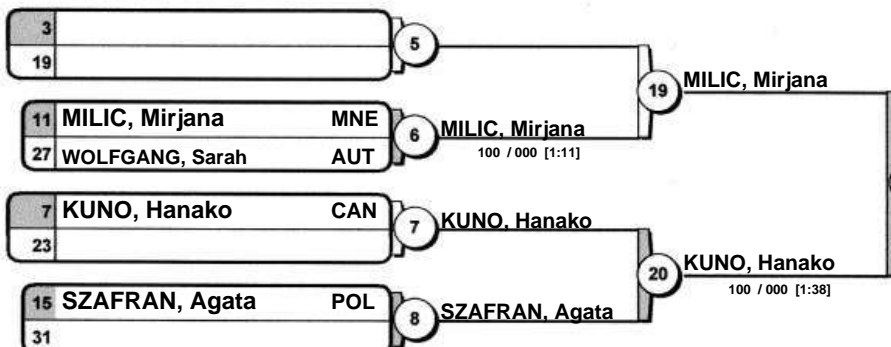 3
19
5
11 MILIC, Mirjana MNE
27 WOLFGANG, Sarah AUT
6
MILIC, Mirjana
100 / 000 [1:11]
19
MILIC, Mirjana
7 KUNO, Hanako CAN
23
7
KUNO, Hanako
15 SZAFRAN, Agata POL
31
8
SZAFRAN, Agata
20
KUNO, Hanako
100 / 000 [1:38]